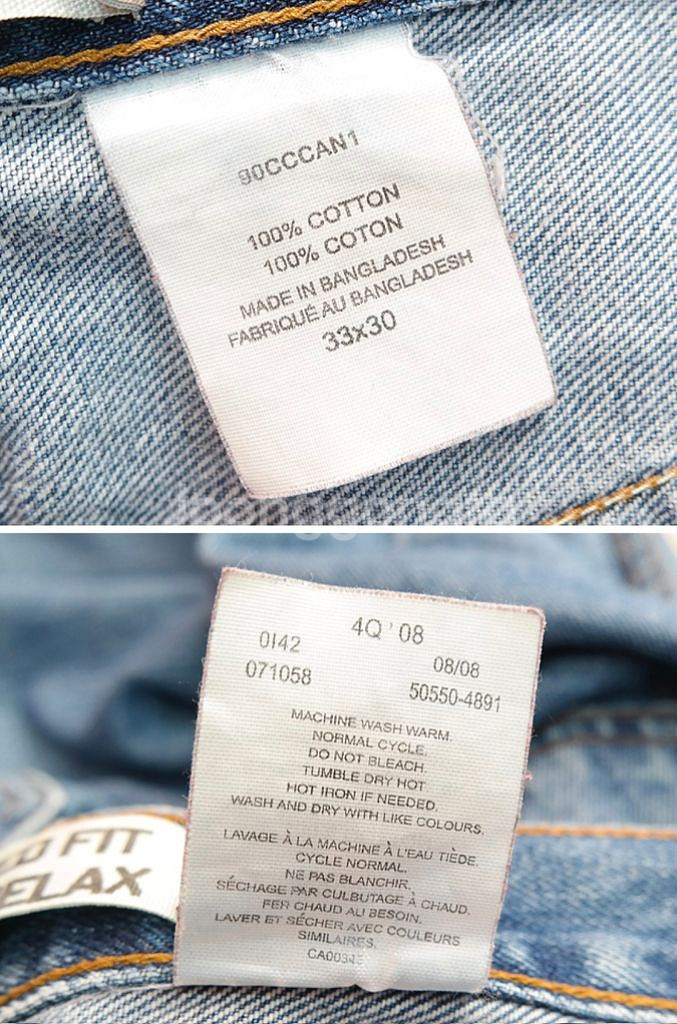 90CCCAN1
100% COTTON
100% COTON
MADE IN BANGLADESH
FABRIQUÉ AU BANGLADESH
33x30
4Q ' 08
0I42
08/08
071058
50550-4891
MACHINE WASH WARM.
NORMAL CYCLE.
DO NOT BLEACH.
TUMBLE DRY HOT
HOT IRON IF NEEDED.
WASH AND DRY WITH LIKE COLOURS.
LAVAGE À LA MACHINE À L'EAU TIÈDE.
CYCLE NORMAL.
NE PAS BLANCHIR.
SÉCHAGE PAR CULBUTAGE À CHAUD.
FER CHAUD AU BESOIN.
LAVER ET SÉCHER AVEC COULEURS
SIMILAIRES.
FIT